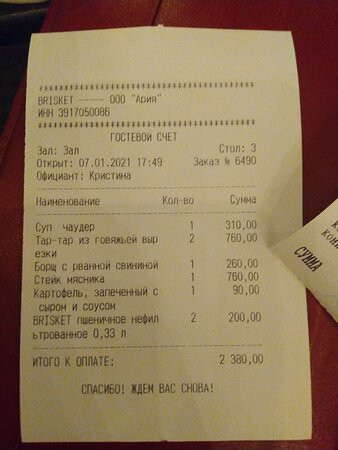 ************************************
BRISKET ----- ООО "Ария"
ИНН 3917050086
************************************
ГОСТЕВОЙ СЧЕТ
Зал: Зал Стол: 3
Открыт: 07.01.2021 17:49 Заказ № 6490
Официант: Кристина
Наименование Кол-во Сумма
Суп чаудер 1 310,00
Тар-тар из говяжьей выр 2 760,00
езки
Борщ с рванной свининой 1 260,00
Стейк мясника 1 760,00
Картофель, запеченный с 1 90,00
сыром и соусом
BRISKET пшеничное нефил 2 200,00
ьтрованное 0,33 л
ИТОГО К ОПЛАТЕ: 2 380,00
СПАСИБО! ЖДЕМ ВАС СНОВА!
СУММА